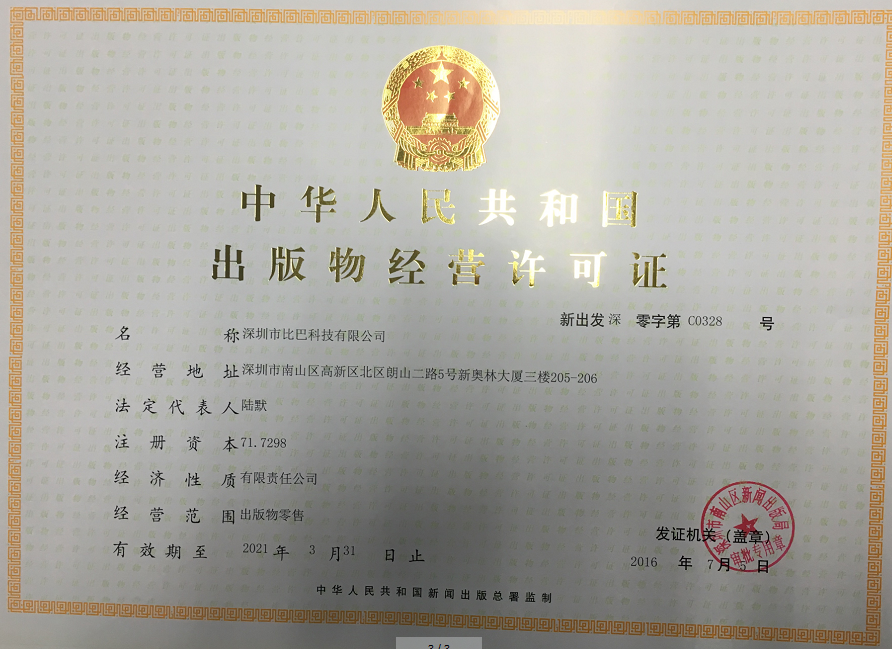 中华人民共和国
出版物经营许可证
新出发深 零字第 C0328 号
名称 深圳市比巴科技有限公司
经营地址 深圳市南山区高新区北区朗山二路5号新奥林大厦三楼205-206
法定代表人 陆默
注册资本 71.7298
经济性质 有限责任公司
经营范围 出版物零售
有效期至 2021 年 3 月 31 日止
发证机关（盖章）
深圳市南山区新闻出版局
审批专用章
2016 年 7 月 5 日
中华人民共和国新闻出版总署监制
2 / 2